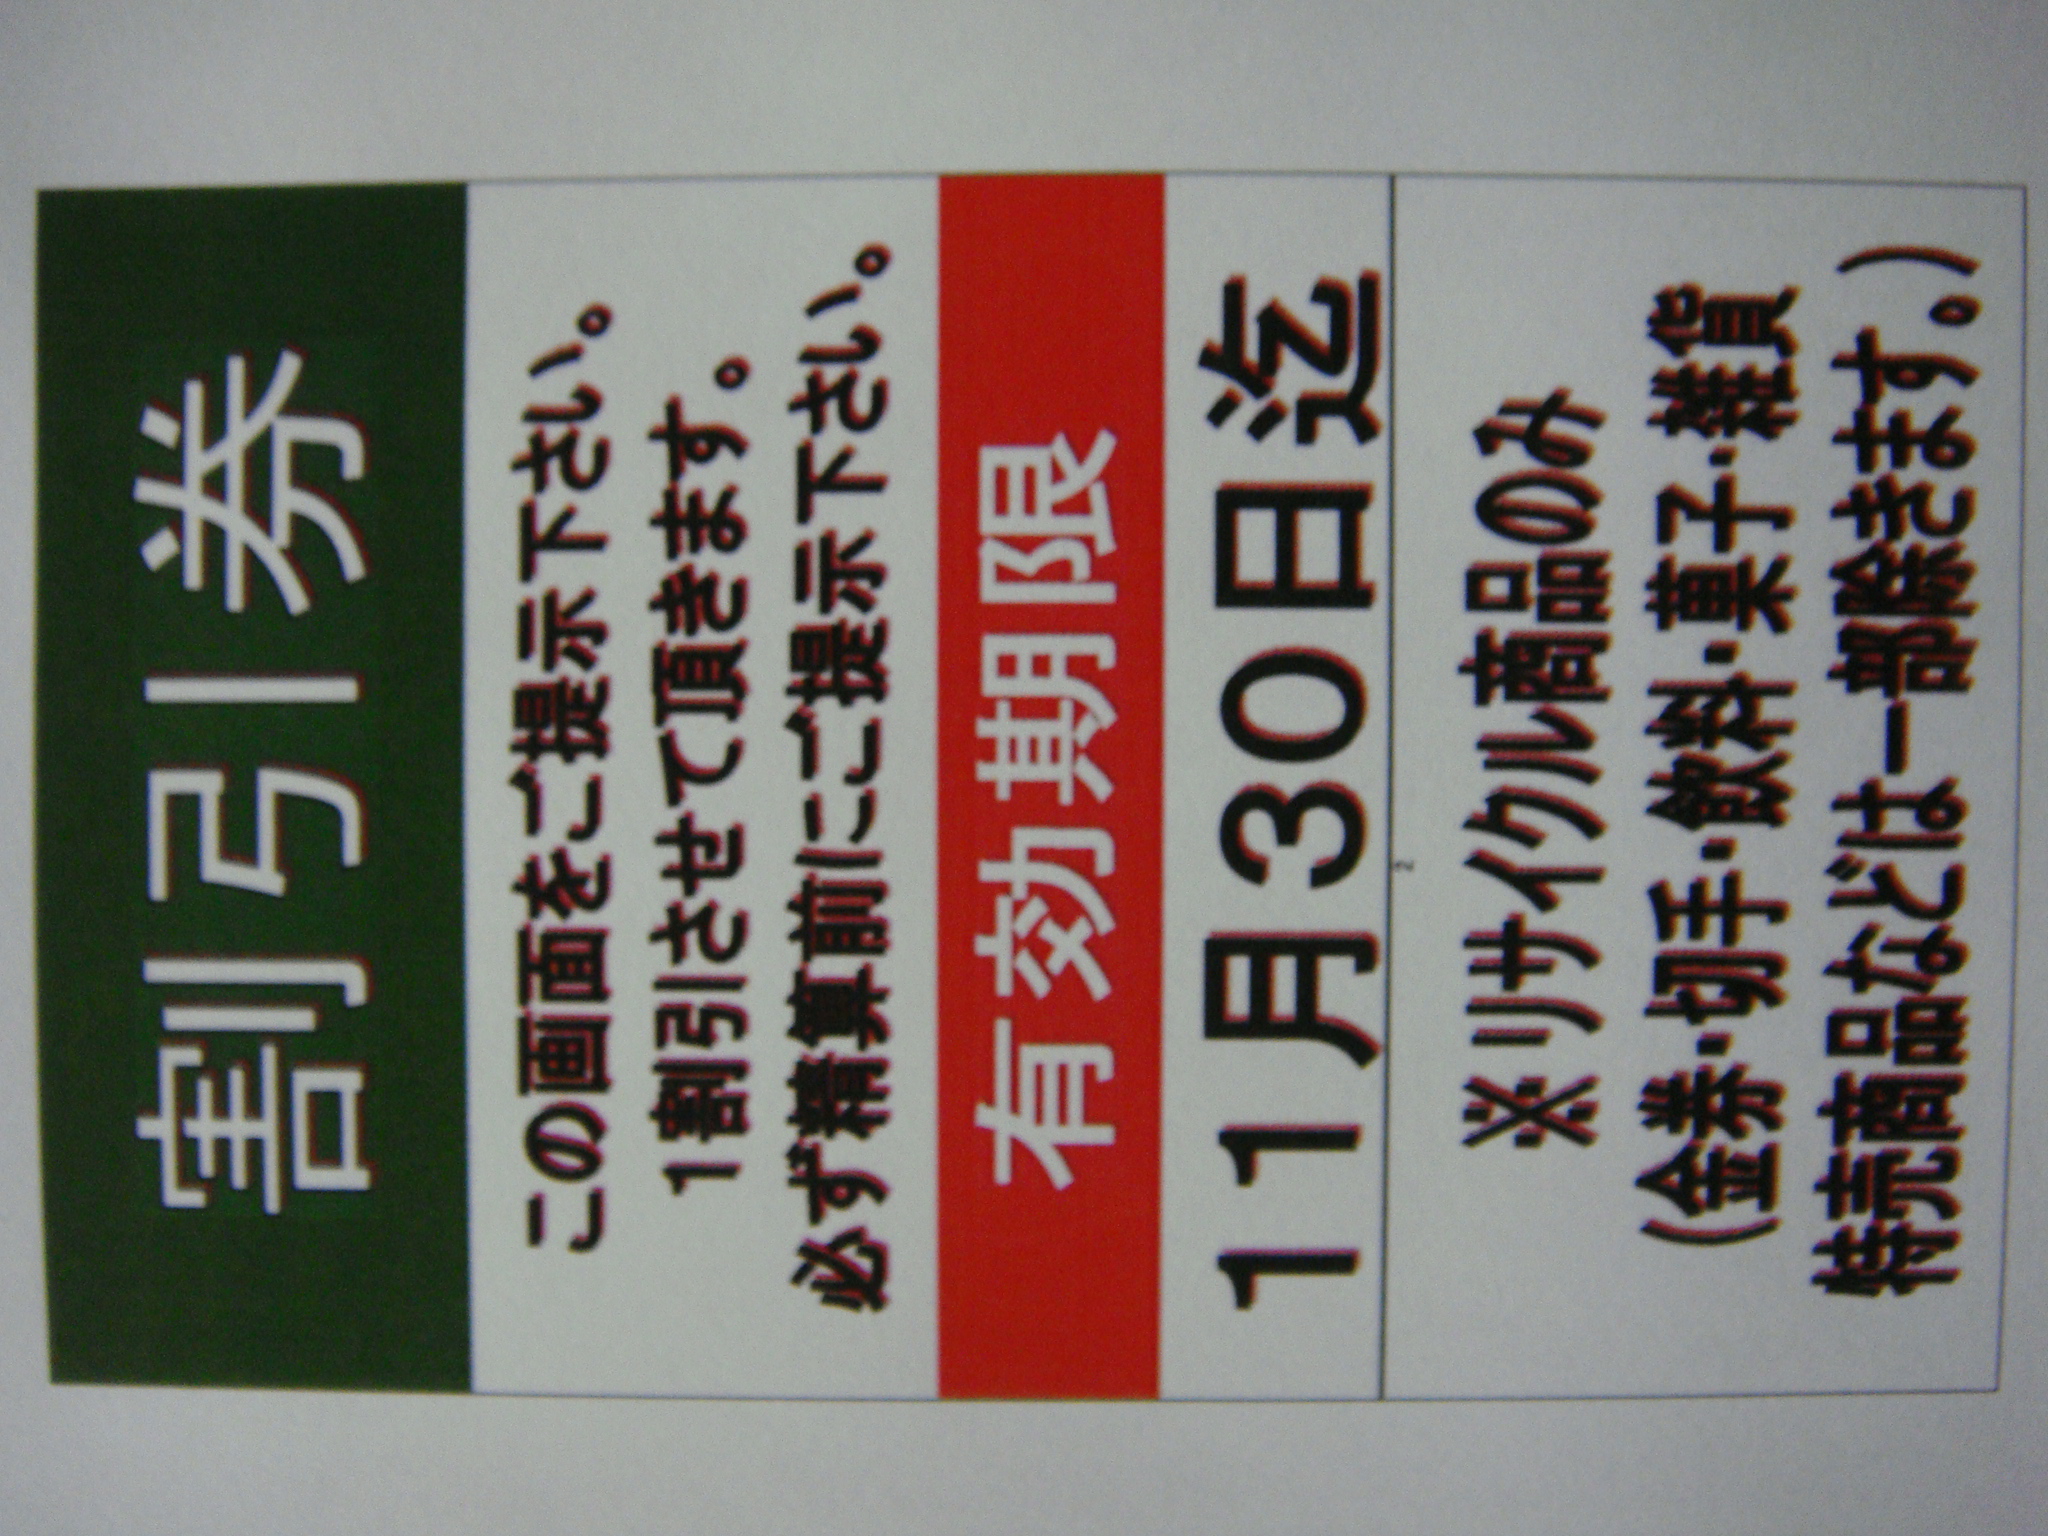 割引券
この画面をご提示下さい。
1割引させて頂きます。
必ず精算前にご提示下さい。
有効期限
11月30日迄
2
※リサイクル商品のみ
(金券・切手・飲料・菓子・雑貨
特売商品などは一部除きます。)